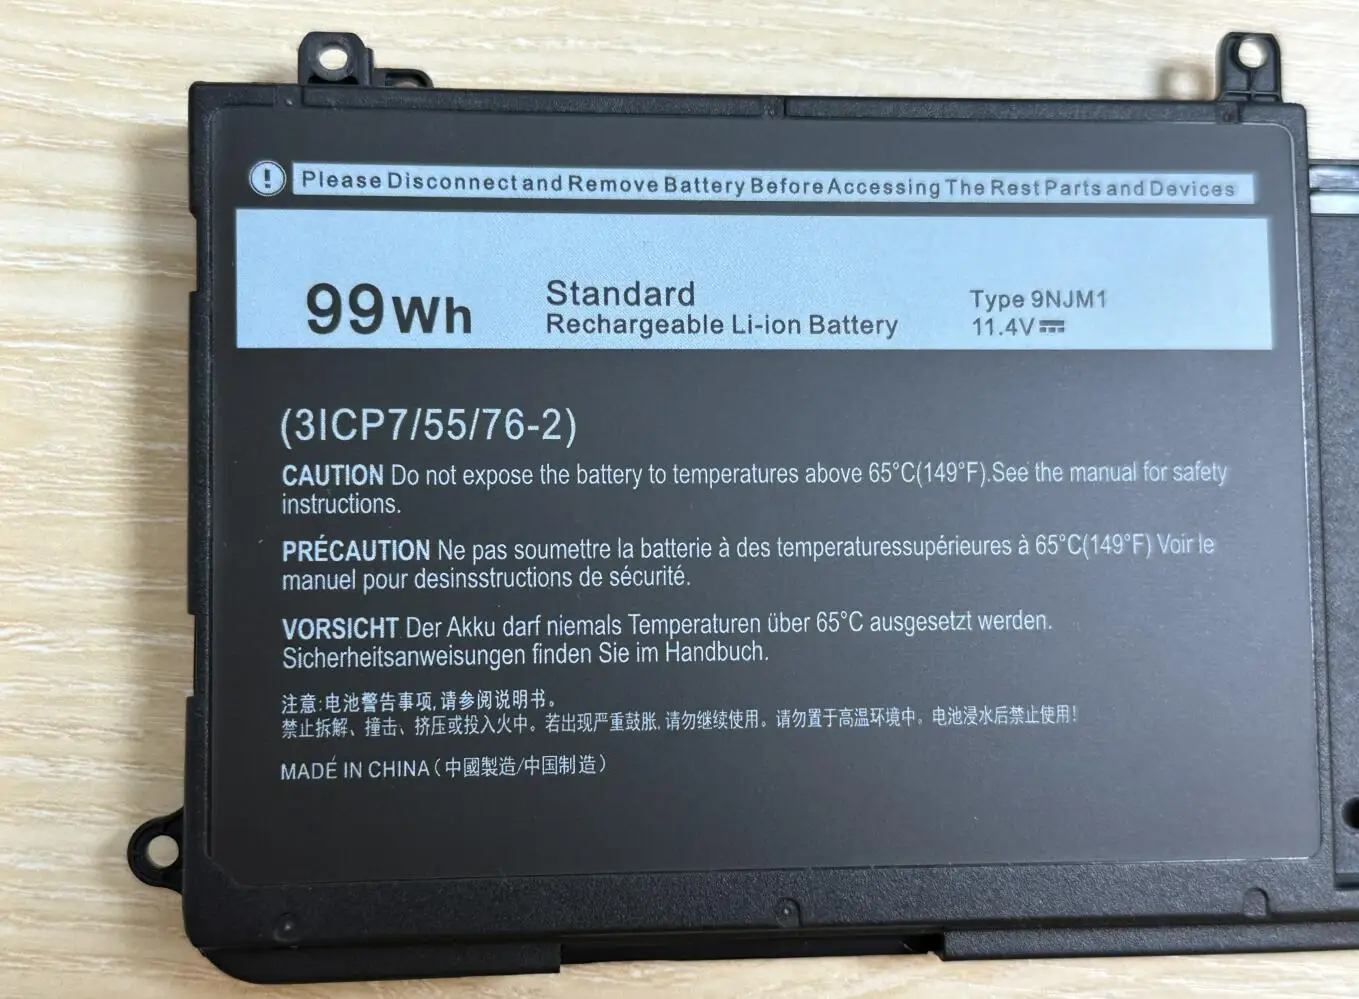 ! Please Disconnect and Remove Battery Before Accessing The Rest Parts and Devices
99Wh
Standard
Rechargeable Li-ion Battery
Type 9NJM1
11.4V
(3ICP7/55/76-2)
CAUTION Do not expose the battery to temperatures above 65°C(149°F).See the manual for safety
instructions.
PRÉCAUTION Ne pas soumettre la batterie à des temperaturessupérieures à 65°C(149°F) Voir le
manuel pour desinsstructions de sécurité.
VORSICHT Der Akku darf niemals Temperaturen über 65°C ausgesetzt werden.
Sicherheitsanweisungen finden Sie im Handbuch.
注意:电池警告事项,请参阅说明书。
禁止拆解、撞击、挤压或投入火中。若出现严重鼓胀,请勿继续使用。请勿置于高温环境中。电池浸水后禁止使用!
MADE IN CHINA(中國製造/中国制造)